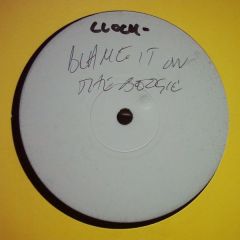 CLOCK-
BLAME IT ON
THE BOOGIE